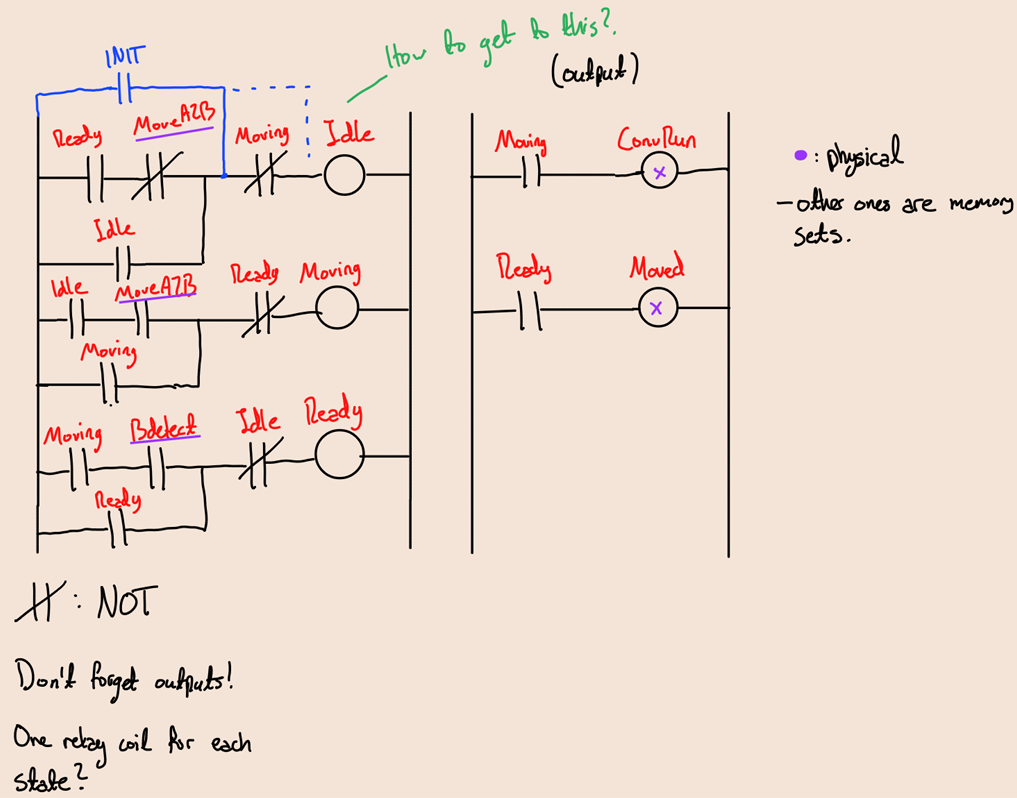 How to get to this?
(output)
INIT
Ready MoveA2B Moving Idle
Idle
Idle MoveA2B Ready Moving
Moving
Moving Bdetect Idle Ready
Ready
Moving ConvRun
x
Ready Moved
x
: physical
- other ones are memory
sets.
: NOT
Don't forget outputs!
One relay coil for each
state?